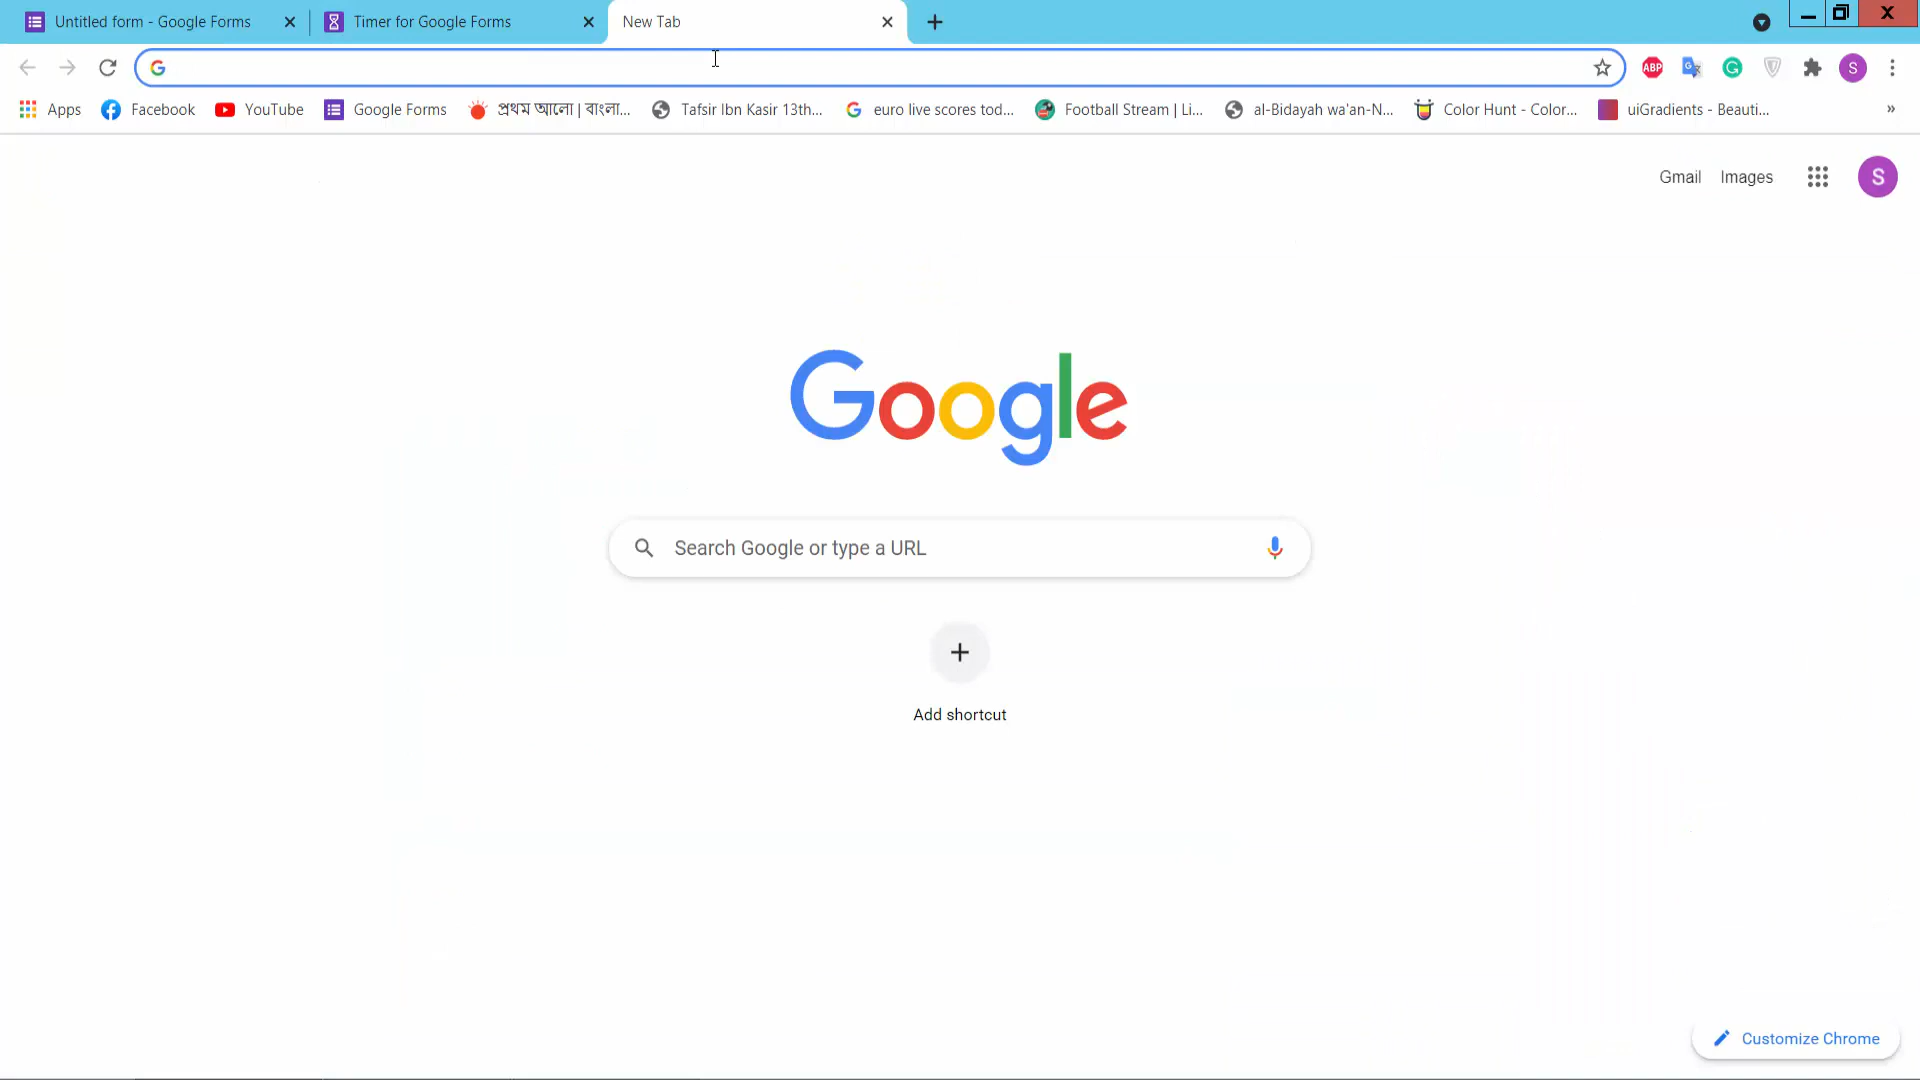 Untitled form - Google Forms
Timer for Google Forms
New Tab
ABP
S
Apps
Facebook
YouTube
Google Forms
প্রথম আলো | বাংলা...
Tafsir Ibn Kasir 13th...
euro live scores tod...
Football Stream | Li...
al-Bidayah wa'an-N...
Color Hunt - Color...
uiGradients - Beauti...
»
Gmail
Images
S
Google
Search Google or type a URL
Add shortcut
Customize Chrome